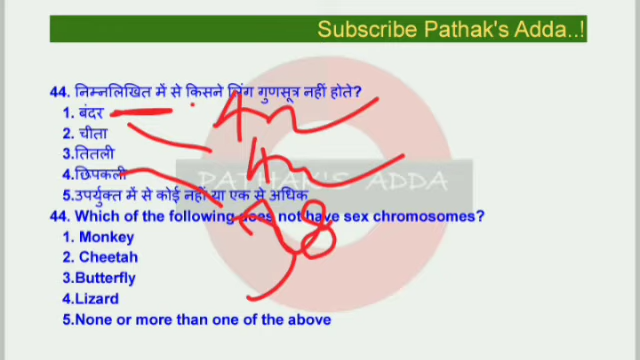 Subscribe Pathak's Adda..!
44. निम्नलिखित में से किसने लिंग गुणसूत्र नहीं होते?
1. बंदर
2. चीता
3.तितली
4.छिपकली
5.उपर्युक्त में से कोई नहीं या एक से अधिक
PATHAK'S ADDA
44. Which of the following does not have sex chromosomes?
1. Monkey
2. Cheetah
3.Butterfly
4.Lizard
5.None or more than one of the above